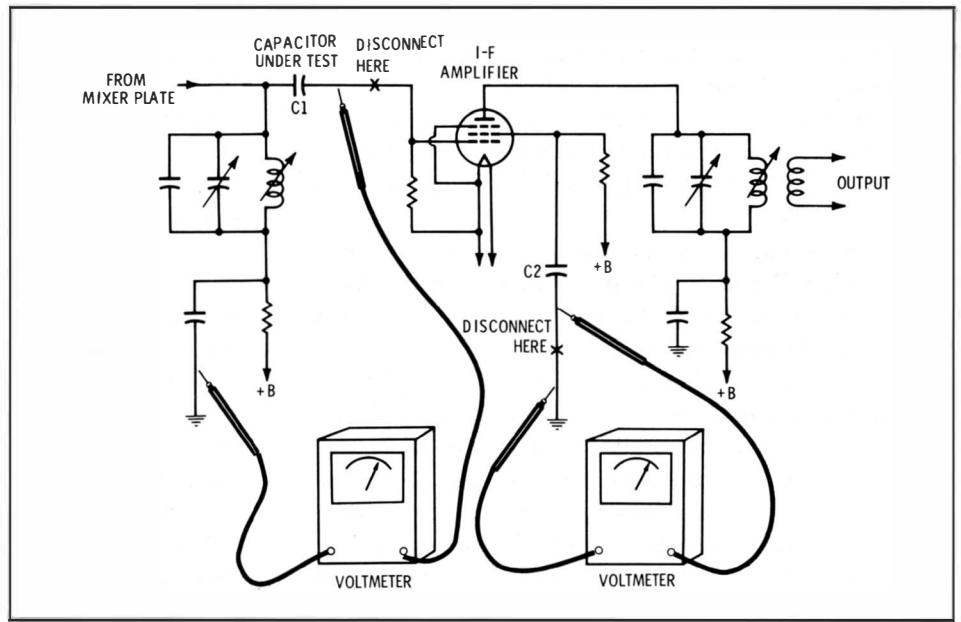 CAPACITOR
UNDER TEST
DISCONNECT
HERE
I-F
AMPLIFIER
FROM
MIXER PLATE
C1
OUTPUT
C2
+B
DISCONNECT
HERE
+B
+B
VOLTMETER
VOLTMETER